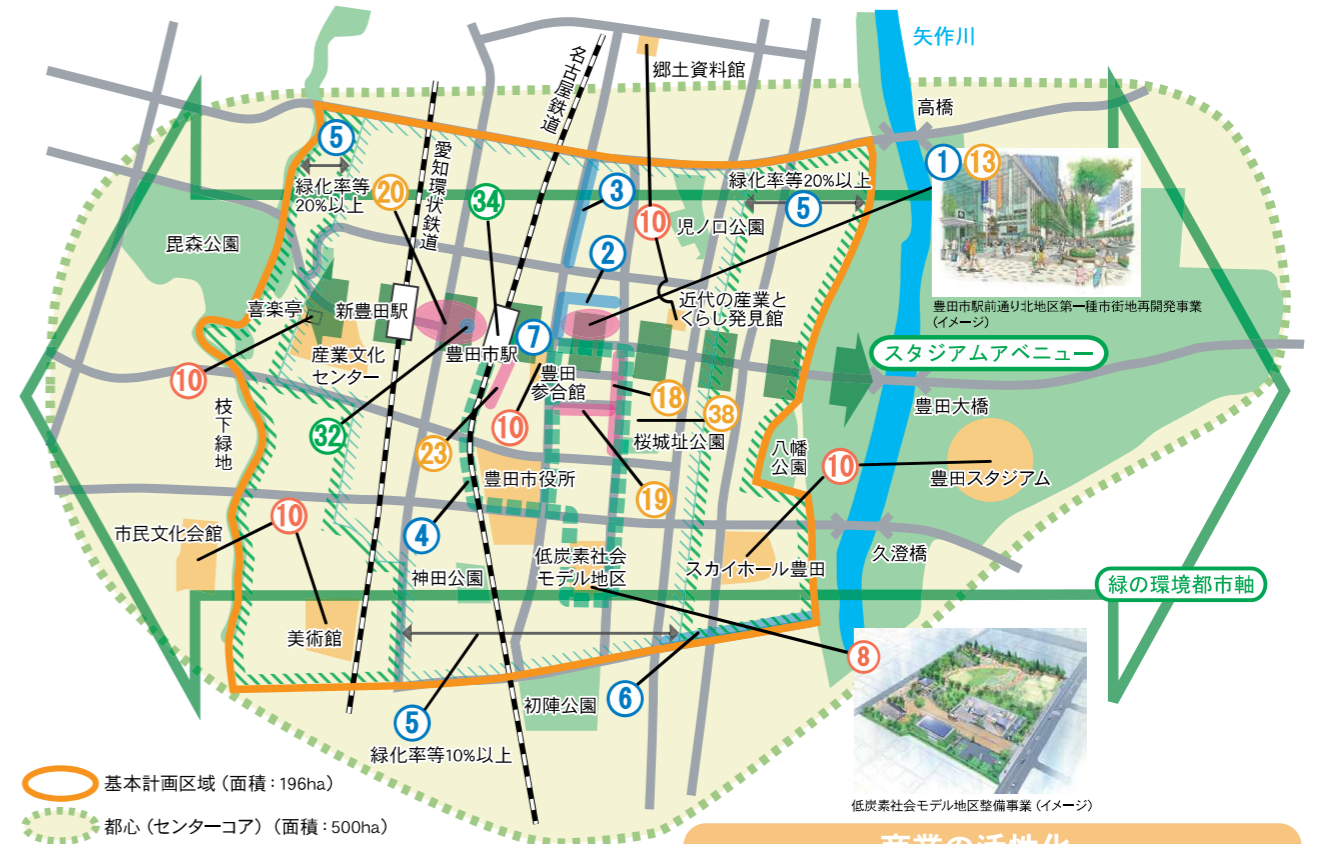 矢作川
郷土資料館
名古屋鉄道
高橋
5
愛知環状鉄道
1
13
緑化率等
20%以上
20
34
3
緑化率等20%以上
5
10
児ノ口公園
毘森公園
2
近代の産業と
くらし発見館
豊田市駅前通り北地区第一種市街地再開発事業
(イメージ)
喜楽亭
新豊田駅
7
豊田市駅
スタジアムアベニュー
産業文化
センター
豊田
参合館
10
18
38
豊田大橋
枝下緑地
32
23
10
桜城址公園
八幡
公園
10
豊田スタジアム
豊田市役所
19
市民文化会館
10
4
久澄橋
低炭素社会
モデル地区
スカイホール豊田
神田公園
緑の環境都市軸
美術館
8
初陣公園
6
5
緑化率等10%以上
基本計画区域(面積:196ha)
低炭素社会モデル地区整備事業(イメージ)
都心(センターコア)(面積:500ha)
産業の活性化